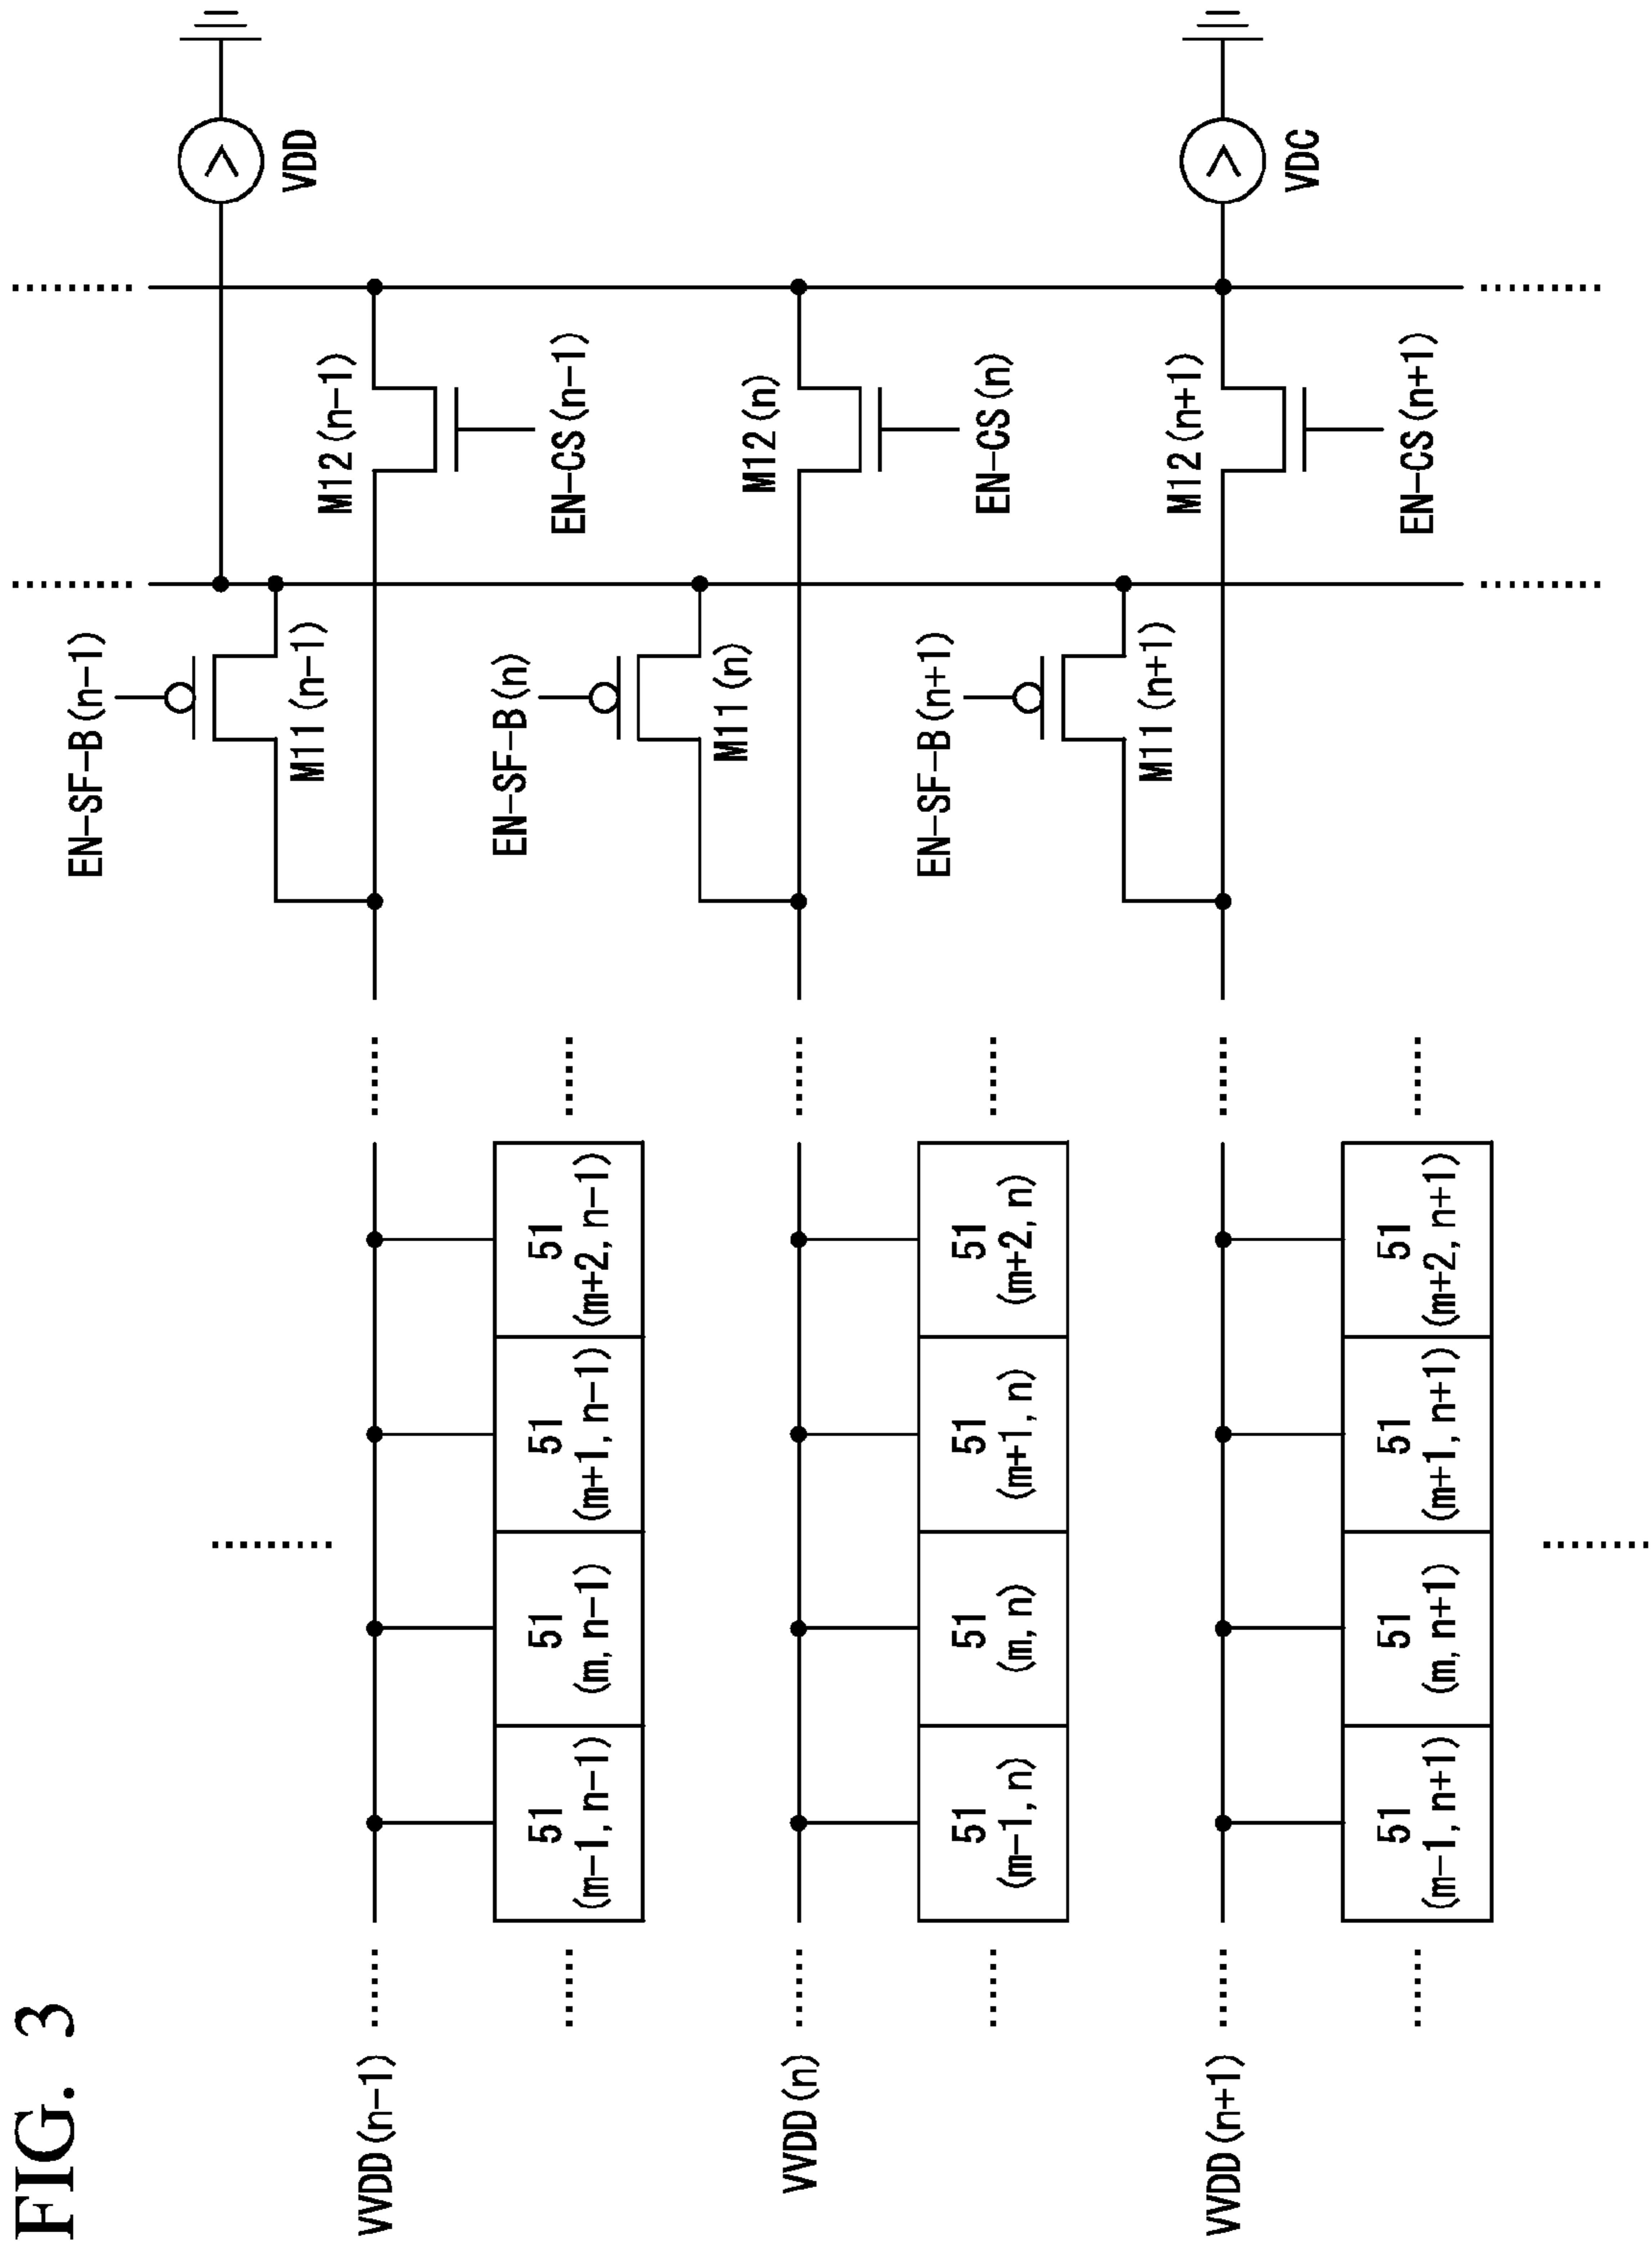 FIG. 3
VDD
VDC
EN-SF-B(n-1)
M11(n-1)
M12(n-1)
EN-CS(n-1)
VVDD(n-1)
51
(m-1,n-1)
51
(m,n-1)
51
(m+1,n-1)
51
(m+2,n-1)
EN-SF-B(n)
M11(n)
M12(n)
EN-CS(n)
VVDD(n)
51
(m-1,n)
51
(m,n)
51
(m+1,n)
51
(m+2,n)
EN-SF-B(n+1)
M11(n+1)
M12(n+1)
EN-CS(n+1)
VVDD(n+1)
51
(m-1,n+1)
51
(m,n+1)
51
(m+1,n+1)
51
(m+2,n+1)